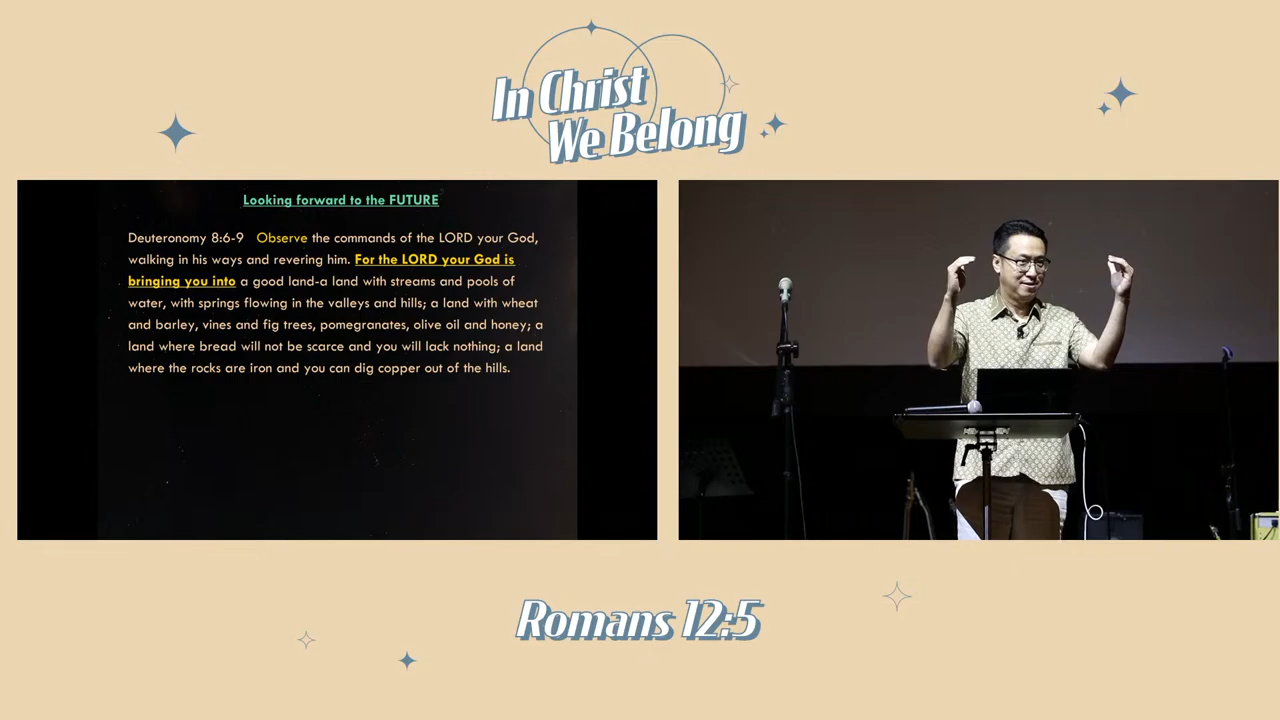 In Christ
We Belong
Looking forward to the FUTURE
Deuteronomy 8:6-9 Observe the commands of the LORD your God,
walking in his ways and revering him. For the LORD your God is
bringing you into a good land-a land with streams and pools of
water, with springs flowing in the valleys and hills; a land with wheat
and barley, vines and fig trees, pomegranates, olive oil and honey; a
land where bread will not be scarce and you will lack nothing; a land
where the rocks are iron and you can dig copper out of the hills.
Romans 12:5